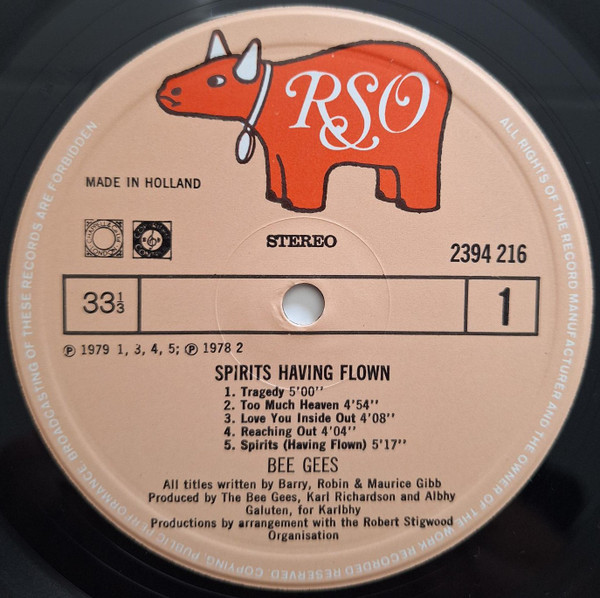 RSO
MADE IN HOLLAND
STEREO
2394 216
33 1/3
1
℗ 1979 1, 3, 4, 5; ℗ 1978 2
SPIRITS HAVING FLOWN
1. Tragedy 5'00''
2. Too Much Heaven 4'54''
3. Love You Inside Out 4'08''
4. Reaching Out 4'04''
5. Spirits (Having Flown) 5'17''
BEE GEES
All titles written by Barry, Robin & Maurice Gibb
Produced by The Bee Gees, Karl Richardson and Albhy
Galuten, for Karlbhy
Productions by arrangement with the Robert Stigwood
Organisation
ALL RIGHTS OF THE RECORD MANUFACTURER AND THE OWNER OF THE WORK RECORDED RESERVED. COPYING, PUBLIC PERFORMANCE, BROADCASTING OF THESE RECORDS ARE FORBIDDEN